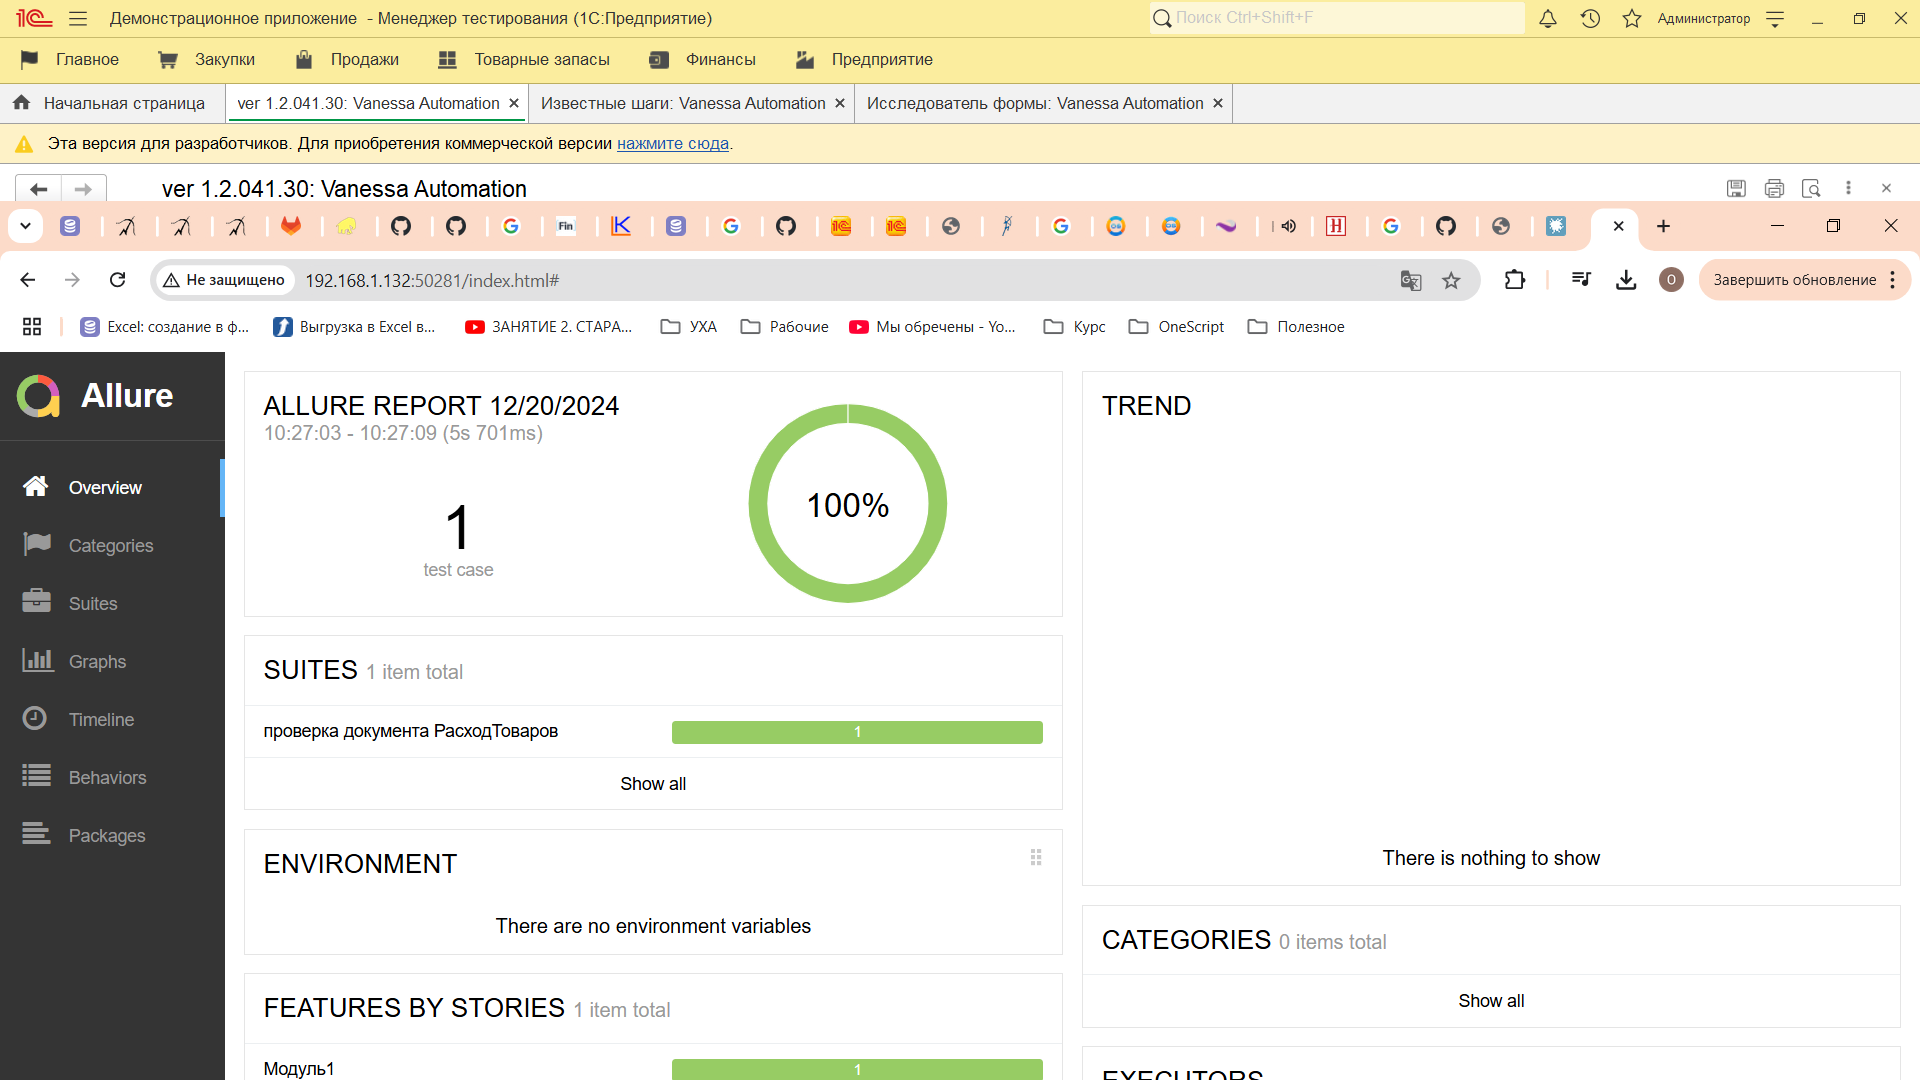 Демонстрационное приложение - Менеджер тестирования (1С:Предприятие)
Поиск Ctrl+Shift+F
Администратор
Главное
Закупки
Продажи
Товарные запасы
Финансы
Предприятие
Начальная страница
ver 1.2.041.30: Vanessa Automation
Известные шаги: Vanessa Automation
Исследователь формы: Vanessa Automation
Эта версия для разработчиков. Для приобретения коммерческой версии нажмите сюда.
ver 1.2.041.30: Vanessa Automation
Fin
Не защищено
192.168.1.132:50281/index.html#
О
Завершить обновление
Excel: создание в ф...
Выгрузка в Excel в...
ЗАНЯТИЕ 2. СТАРА...
УХА
Рабочие
Мы обречены - Yo...
Курс
OneScript
Полезное
Allure
Overview
Categories
Suites
Graphs
Timeline
Behaviors
Packages
ALLURE REPORT 12/20/2024
10:27:03 - 10:27:09 (5s 701ms)
1
test case
100%
SUITES 1 item total
проверка документа РасходТоваров
1
Show all
ENVIRONMENT
There are no environment variables
FEATURES BY STORIES 1 item total
Модуль1
1
TREND
There is nothing to show
CATEGORIES 0 items total
Show all
EXECUTORS